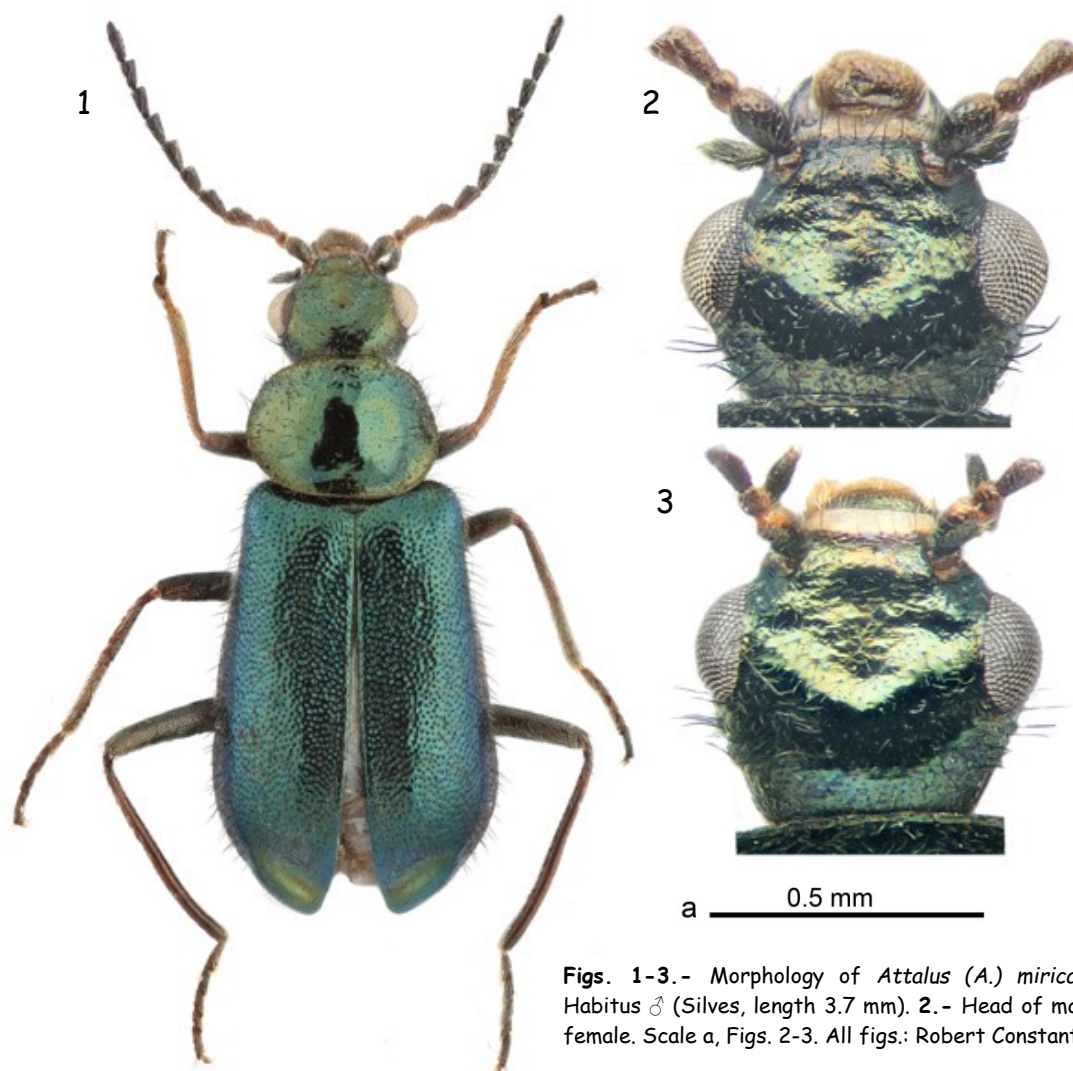 1
2
3
a 0.5 mm
Figs. 1-3.- Morphology of Attalus (A.)
Habitus ♂ (Silves, length 3.7 mm). 2.- Head of
female. Scale a, Figs. 2-3. All figs.: Robert